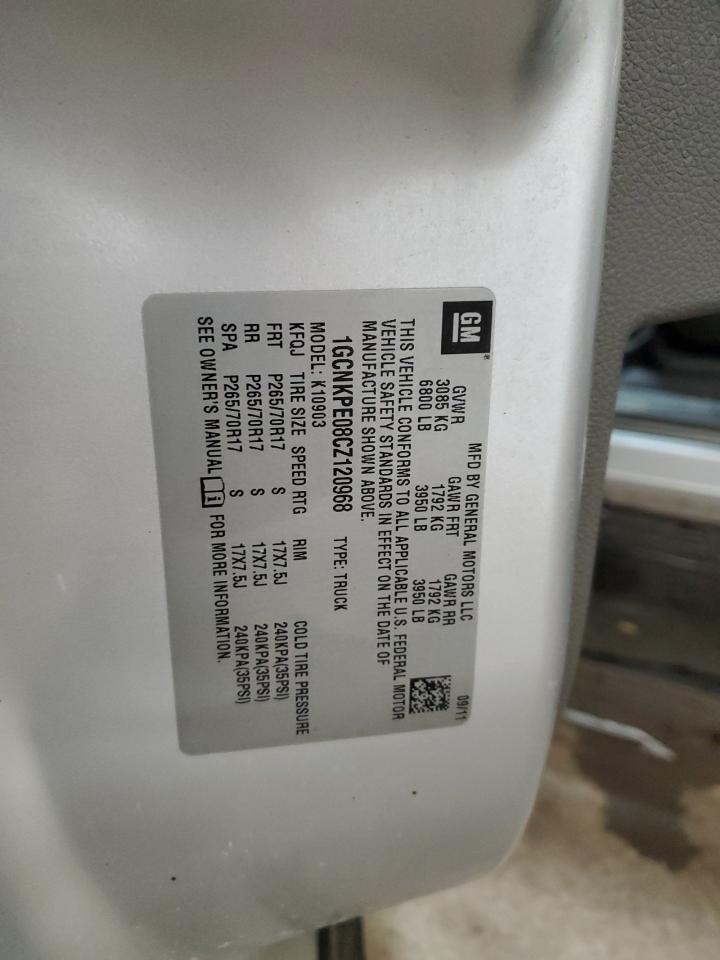 GM ®
MFD BY GENERAL MOTORS LLC 09/11
GVWR GAWR FRT GAWR RR
3085 KG 1792 KG 1792 KG
6800 LB 3950 LB 3950 LB
THIS VEHICLE CONFORMS TO ALL APPLICABLE U.S. FEDERAL MOTOR
VEHICLE SAFETY STANDARDS IN EFFECT ON THE DATE OF
MANUFACTURE SHOWN ABOVE.
1GCNKPE08CZ120968 TYPE: TRUCK
MODEL: K10903
KFQJ TIRE SIZE SPEED RTG RIM COLD TIRE PRESSURE
FRT P265/70R17 S 17X7.5J 240KPA(35PSI)
RR P265/70R17 S 17X7.5J 240KPA(35PSI)
SPA P265/70R17 S 17X7.5J 240KPA(35PSI)
SEE OWNER'S MANUAL i FOR MORE INFORMATION.